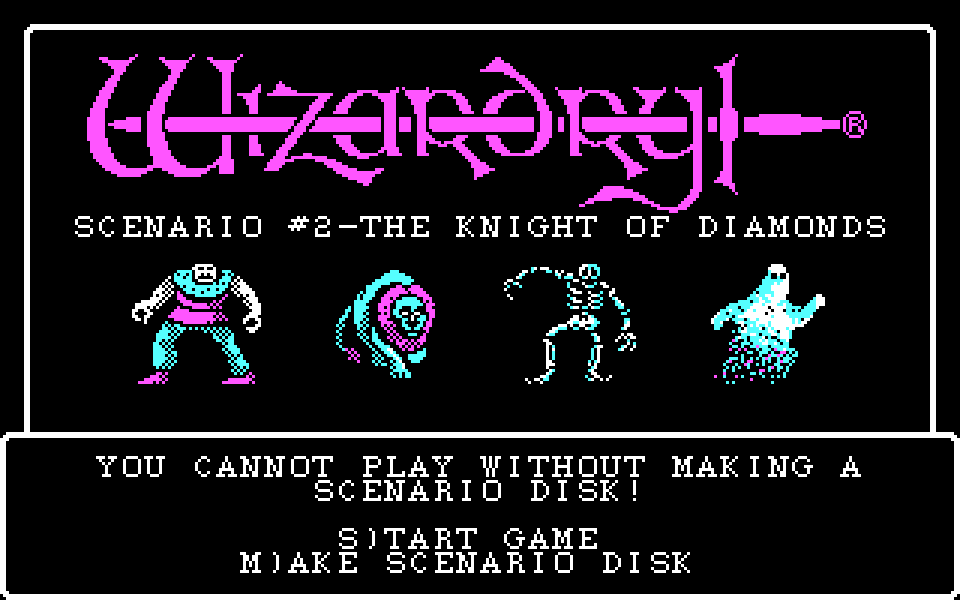 Wizardry®
SCENARIO #2-THE KNIGHT OF DIAMONDS
YOU CANNOT PLAY WITHOUT MAKING A
SCENARIO DISK!
S)TART GAME
M)AKE SCENARIO DISK